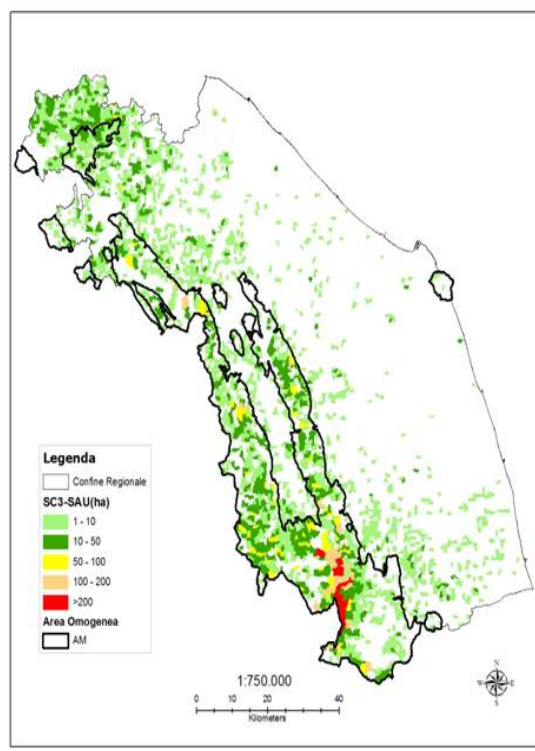 Legenda
Confine Regionale
SC3-SAU(ha)
1 - 10
10 - 50
50 - 100
100 - 200
>200
Area Omogenea
AM
1:750.000
0 10 20 40
Kilometers
N
W E
S